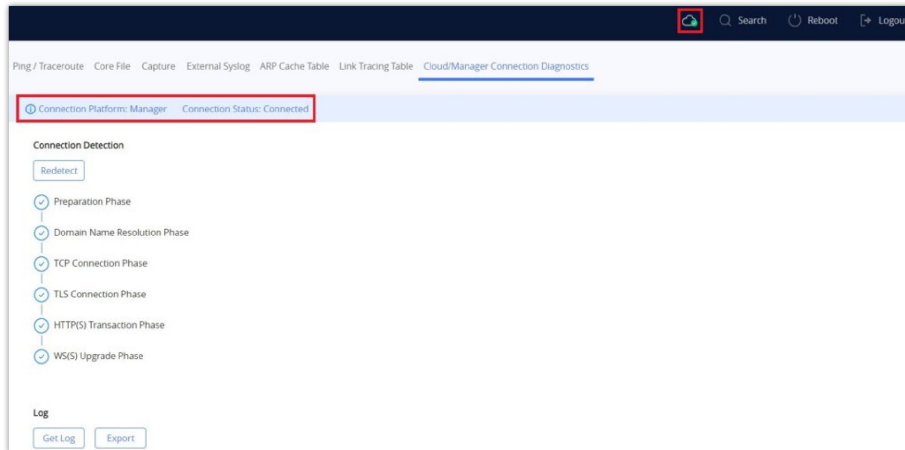 Search Reboot Logou
Ping / Traceroute Core File Capture External Syslog ARP Cache Table Link Tracing Table Cloud/Manager Connection Diagnostics
Connection Platform: Manager Connection Status: Connected
Connection Detection
Redetect
Preparation Phase
Domain Name Resolution Phase
TCP Connection Phase
TLS Connection Phase
HTTP(S) Transaction Phase
WS(S) Upgrade Phase
Log
Get Log Export